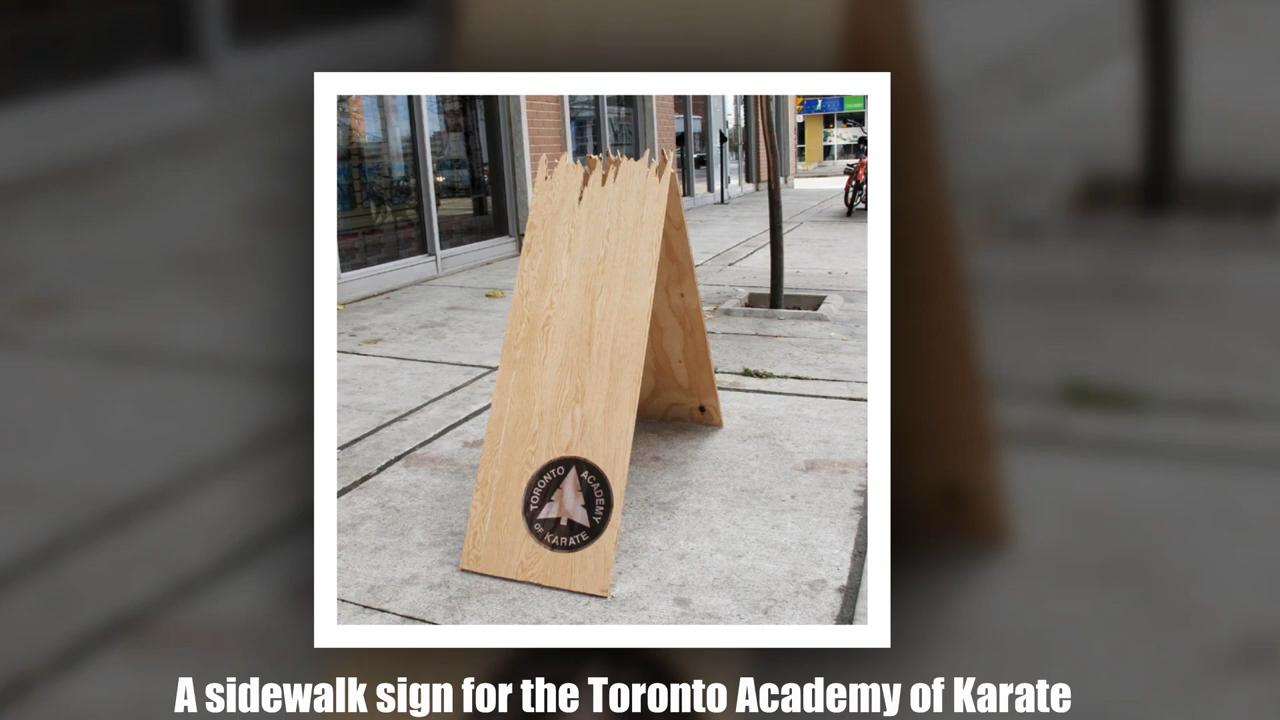 TORONTO ACADEMY
OF KARATE
A sidewalk sign for the Toronto Academy of Karate